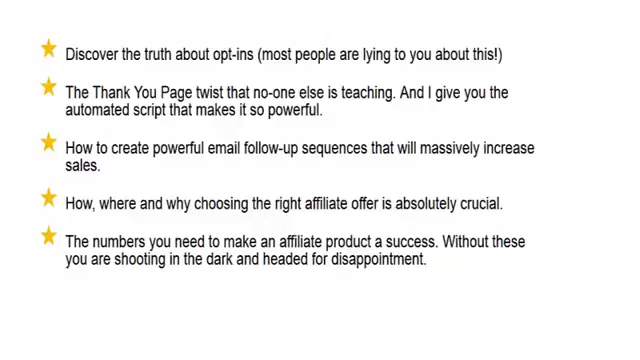 Discover the truth about opt-ins (most people are lying to you about this!)
The Thank You Page twist that no-one else is teaching. And I give you the
automated script that makes it so powerful.
How to create powerful email follow-up sequences that will massively increase
sales.
How, where and why choosing the right affiliate offer is absolutely crucial.
The numbers you need to make an affiliate product a success. Without these
you are shooting in the dark and headed for disappointment.